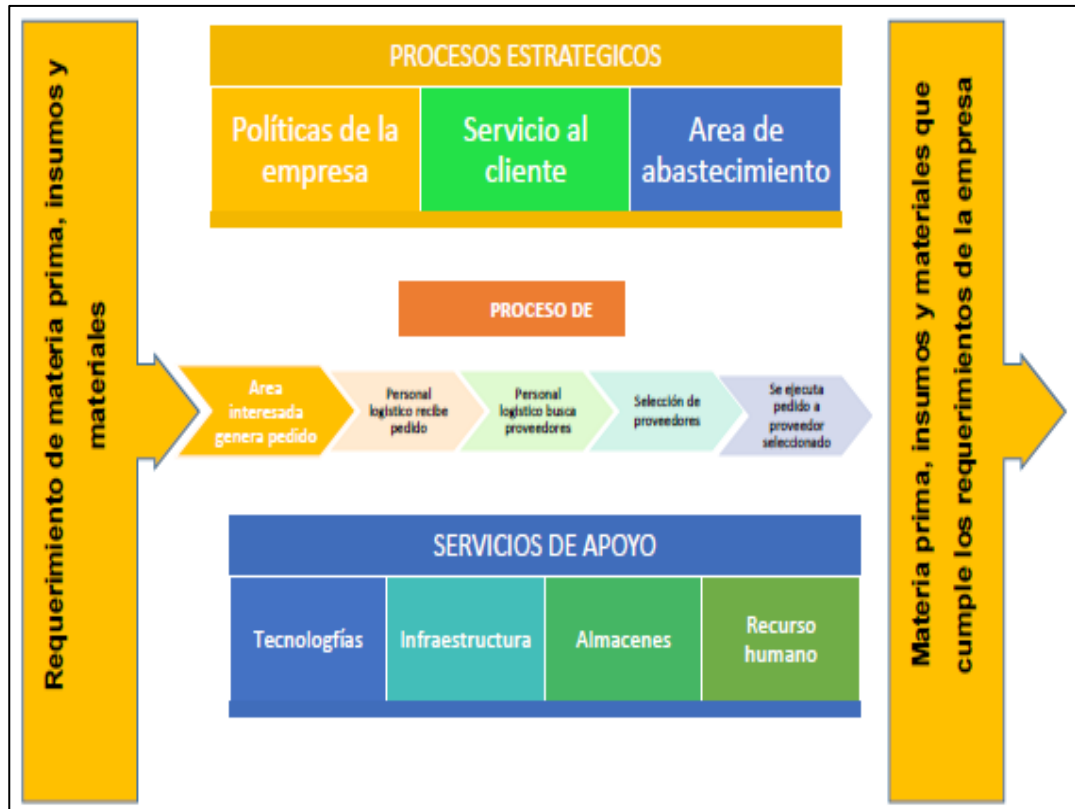 Requerimiento de materia prima, insumos y
materiales
PROCESOS ESTRATEGICOS
Políticas de la
empresa
Servicio al
cliente
Area de
abastecimiento
PROCESO DE
Area
interesada
genera pedido
Personal
logístico recibe
pedido
Personal
logístico busca
proveedores
Selección de
proveedores
Se ejecuta
pedido a
proveedor
seleccionado
SERVICIOS DE APOYO
Tecnologfías
Infraestructura
Almacenes
Recurso
humano
Materia prima, insumos y materiales que
cumple los requerimientos de la empresa